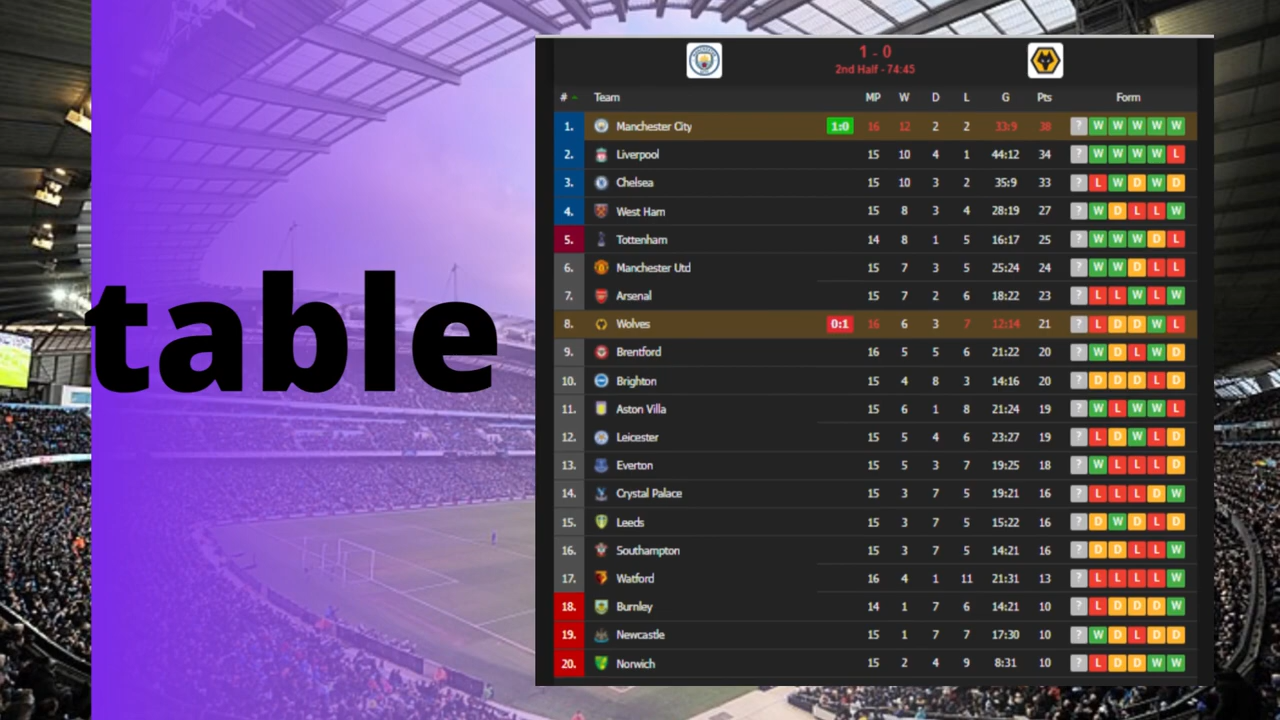 table
1 - 0
2nd Half - 74:45
# Team MP W D L G Pts Form
1. Manchester City 1:0 16 12 2 2 33:9 38 ? W W W W W
2. Liverpool 15 10 4 1 44:12 34 ? W W W W L
3. Chelsea 15 10 3 2 35:9 33 ? L W D W D
4. West Ham 15 8 3 4 28:19 27 ? W D L L W
5. Tottenham 14 8 1 5 16:17 25 ? W W W D L
6. Manchester Utd 15 7 3 5 25:24 24 ? W W D L L
7. Arsenal 15 7 2 6 18:22 23 ? L L W L W
8. Wolves 0:1 16 6 3 7 12:14 21 ? L D D W L
9. Brentford 16 5 5 6 21:22 20 ? W D L W D
10. Brighton 15 4 8 3 14:16 20 ? D D D L D
11. Aston Villa 15 6 1 8 21:24 19 ? W L W W L
12. Leicester 15 5 4 6 23:27 19 ? L D W L D
13. Everton 15 5 3 7 19:25 18 ? W L L L D
14. Crystal Palace 15 3 7 5 19:21 16 ? L L L D W
15. Leeds 15 3 7 5 15:22 16 ? D W D L D
16. Southampton 15 3 7 5 14:21 16 ? D D L L W
17. Watford 16 4 1 11 21:31 13 ? L L L L W
18. Burnley 14 1 7 6 14:21 10 ? L D D D W
19. Newcastle 15 1 7 7 17:30 10 ? W D L D D
20. Norwich 15 2 4 9 8:31 10 ? L D D W W